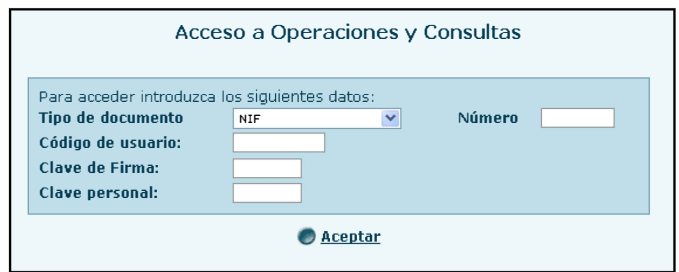 Acceso a Operaciones y Consultas
Para acceder introduzca los siguientes datos:
Tipo de documento NIF Número
Código de usuario:
Clave de Firma:
Clave personal:
Aceptar